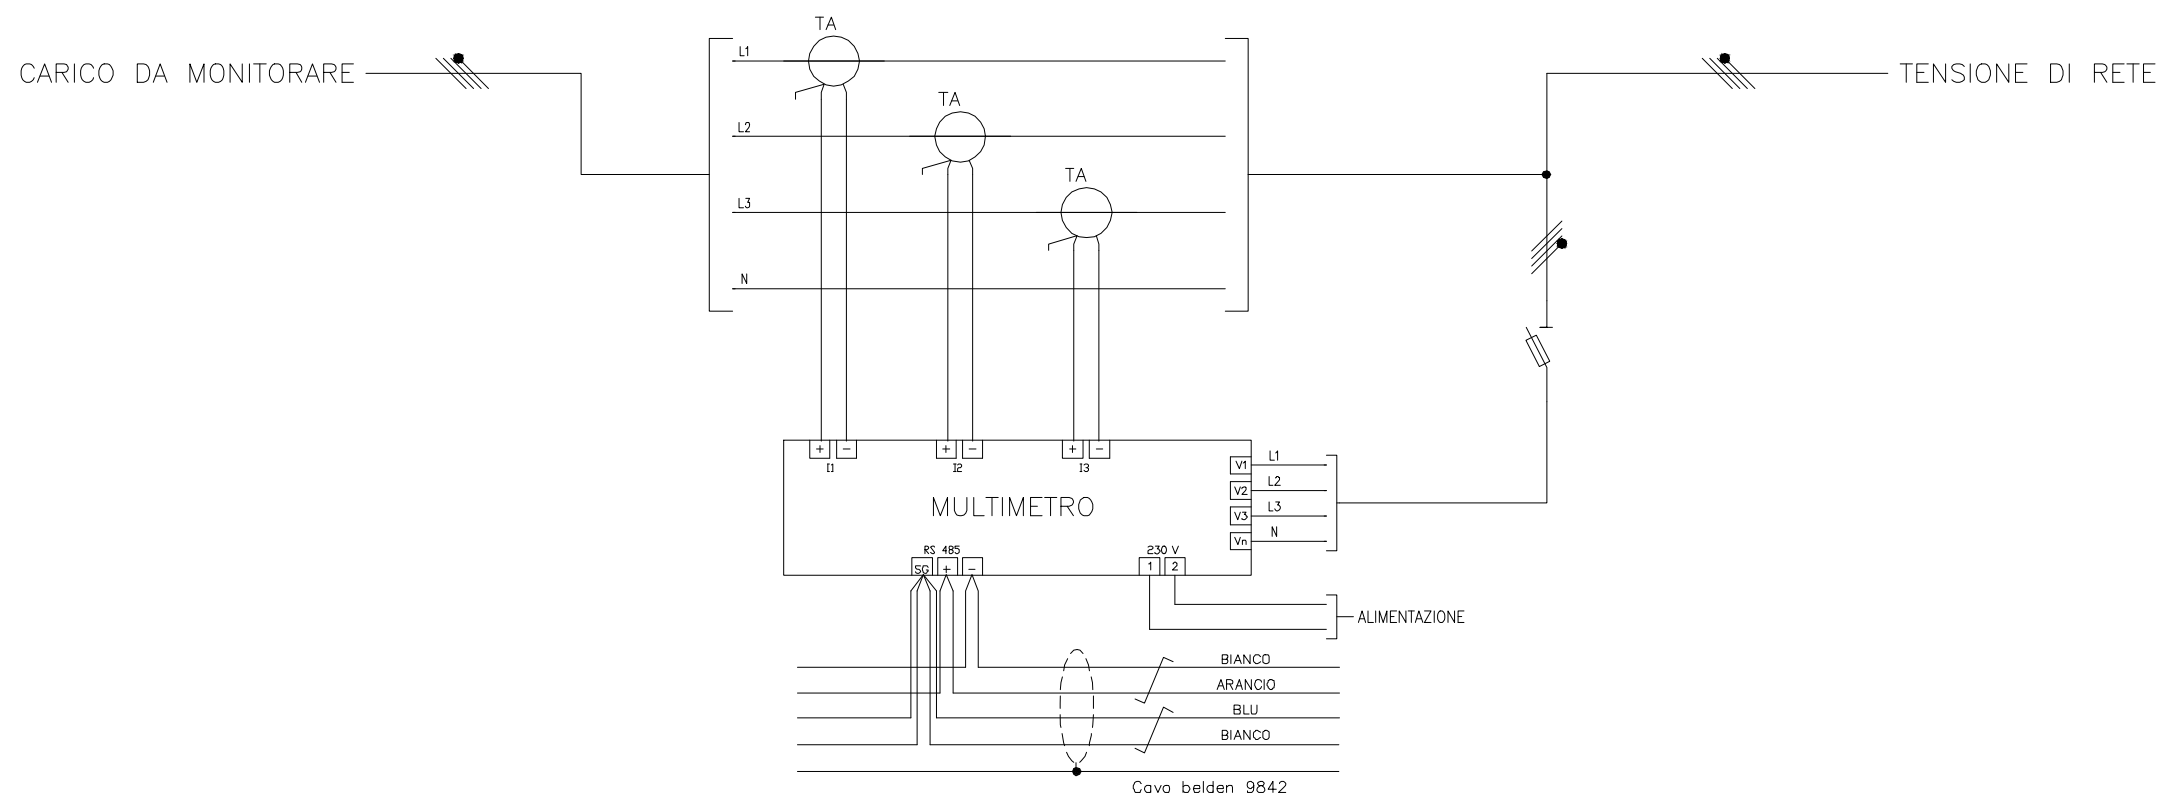 TA
L1
CARICO DA MONITORARE
TENSIONE DI RETE
TA
L2
TA
L3
N
+ - + - + -
I1 I2 I3
V1 L1
V2 L2
V3 L3
Vn N
MULTIMETRO
RS 485
230 V
SG + -
1 2
ALIMENTAZIONE
BIANCO
ARANCIO
BLU
BIANCO
Cavo belden 9842